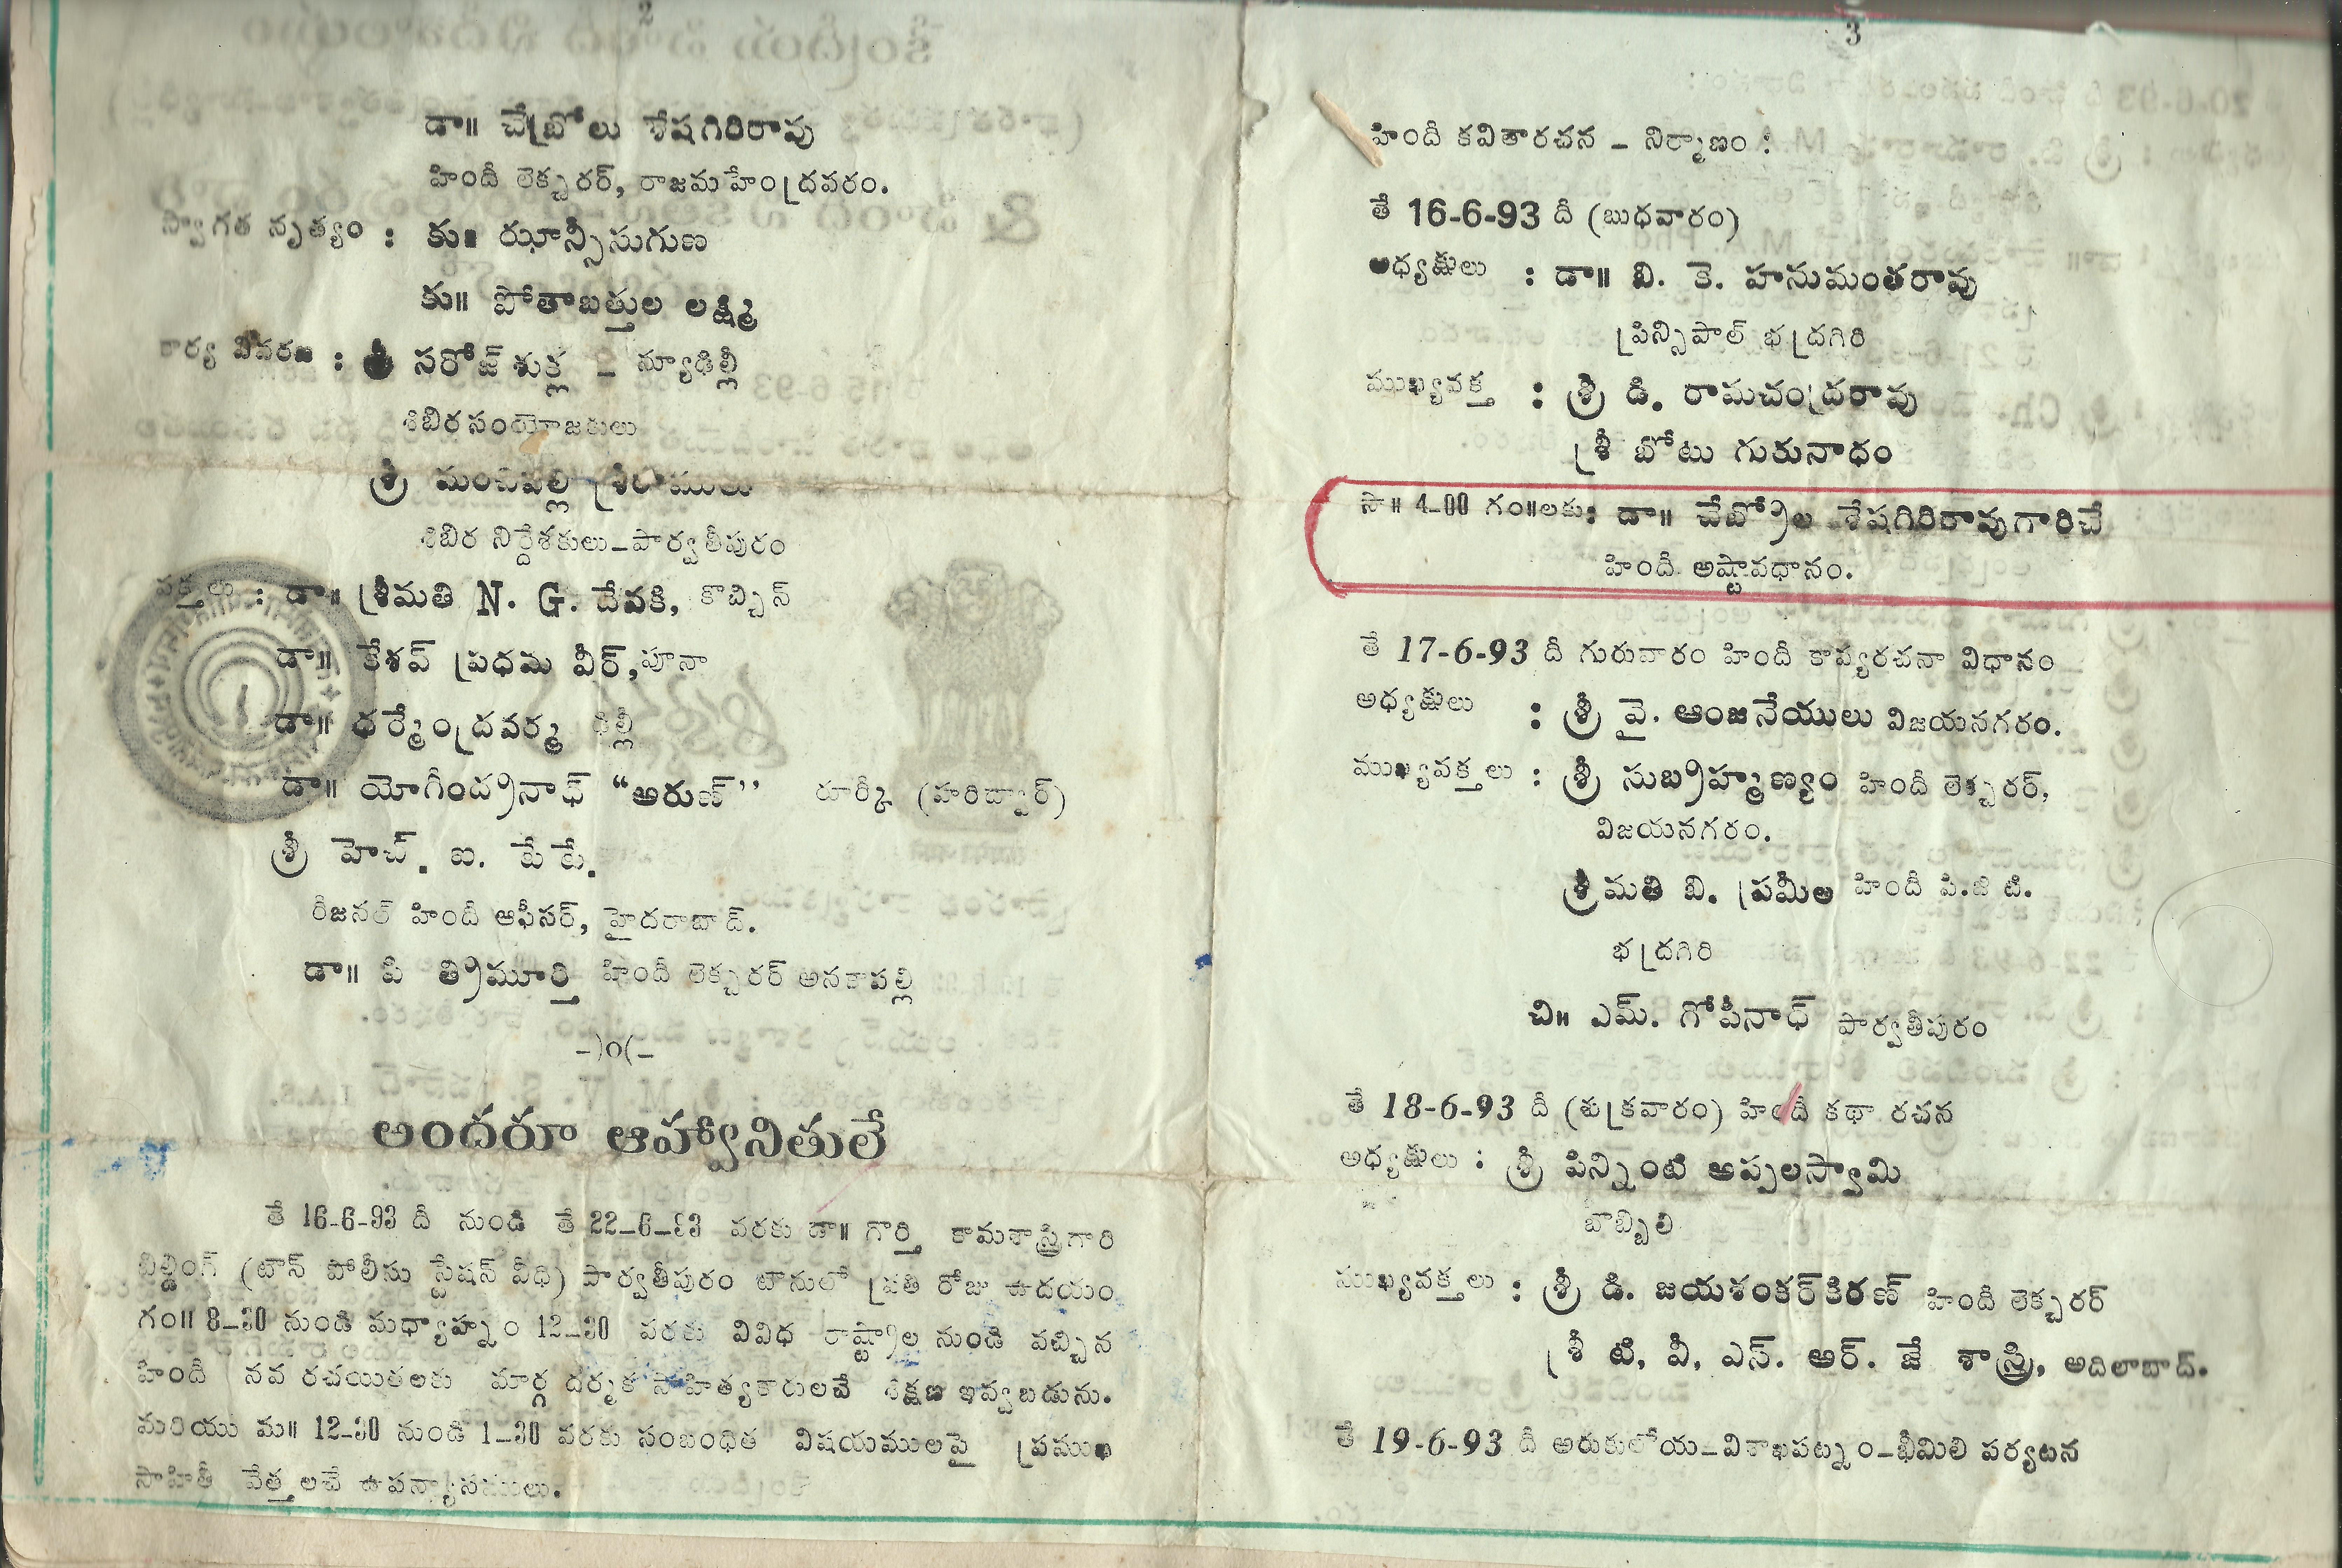 2
డా॥ చేబ్రోలు శేషగిరిరావు
హిందీ లెక్చరర్, రాజమహేంద్రవరం.
స్వాగత నృత్యం : కు॥ ఝాన్సీసుగుణ
కు॥ పోతాబత్తుల లక్ష్మి
కార్య వివరణ : శ్రీ సరోజ్ శుక్ల – న్యూఢిల్లీ
శిబిర సంయోజకులు
శ్రీ మంచిపల్లి శ్రీరాములు
శిబిర నిర్దేశకులు–పార్వతీపురం
వక్తలు : డా॥ శ్రీమతి N. G. దేవకి, కొచ్చిన్
డా॥ కేశవ్ ప్రధమ వీర్, పూనా
డా॥ ధర్మేంద్రవర్మ ఢిల్లీ
డా॥ యోగీంద్రనాథ్ “అరుణ్” రూర్కీ (హరిద్వార్)
శ్రీ హెచ్. ఐ. పేటే.
రీజనల్ హిందీ ఆఫీసర్, హైదరాబాద్.
డా॥ పి త్రిమూర్తి హిందీ లెక్చరర్ అనకాపల్లి
–)o(–
అందరూ ఆహ్వానితులే
తే 16-6-93 దీ నుండి తే 22–6–93 వరకు డా॥ గొర్తి కామశాస్త్రిగారి
బిల్డింగ్ (టౌన్ పోలీసు స్టేషన్ వీధి) పార్వతీపురం టౌనులో ప్రతి రోజు ఉదయం
గం॥ 8–30 నుండి మధ్యాహ్నం 12–30 వరకు వివిధ రాష్ట్రాల నుండి వచ్చిన
హిందీ నవ రచయితలకు మార్గ దర్శక సాహిత్యకారులచే శిక్షణ ఇవ్వబడును.
మరియు మ॥ 12–30 నుండి 1–30 వరకు సంబంధిత విషయములపై ప్రముఖ
సాహితీ వేత్తలచే ఉపన్యాసములు.
3
హిందీ కవితారచన – నిర్మాణం :
తే 16-6-93 దీ (బుధవారం)
అధ్యక్షులు : డా॥ వి. కె. హనుమంతరావు
ప్రిన్సిపాల్ భద్రగిరి
ముఖ్యవక్త : శ్రీ డి. రామచంద్రరావు
శ్రీ బోటు గురునాధం
సా॥ 4–00 గం॥లకు: డా॥ చేబ్రోల శేషగిరిరావుగారిచే
హిందీ అష్టావధానం.
తే 17-6-93 దీ గురువారం హిందీ కావ్యరచనా విధానం
అధ్యక్షులు : శ్రీ వై. ఆంజనేయులు విజయనగరం.
ముఖ్యవక్తలు : శ్రీ సుబ్రహ్మణ్యం హిందీ లెక్చరర్,
విజయనగరం.
శ్రీమతి బి. ప్రమీల హిందీ పి.జి టి.
భద్రగిరి
చి॥ ఎమ్. గోపీనాధ్ పార్వతీపురం
తే 18-6-93 దీ (శుక్రవారం) హిందీ కథా రచన
అధ్యక్షులు : శ్రీ పిన్నింటి అప్పలస్వామి
బొబ్బిలి
ముఖ్యవక్తలు : శ్రీ డి. జయశంకర్‌కిరణ్ హిందీ లెక్చరర్
శ్రీ టి, వీ, ఎస్. ఆర్. జే శాస్త్రి, అదిలాబాద్.
తే 19-6-93 దీ అరుకులోయ–విశాఖపట్నం–భీమిలి పర్యటన